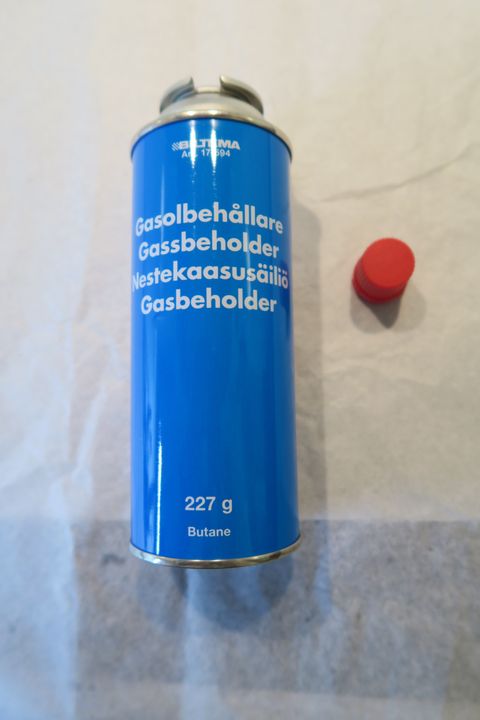 BILTEMA
Gasolbehållare
Gassbeholder
Nestekaasusäiliö
Gasbeholder
227 g
Butane